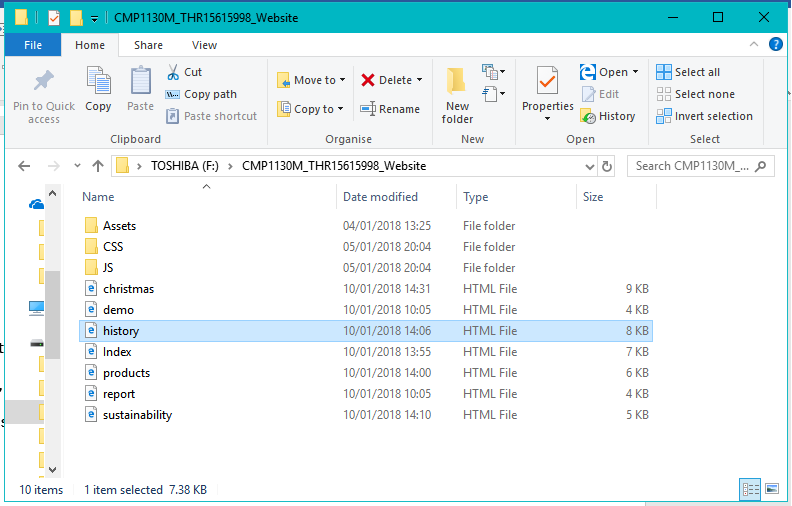 CMP1130M_THR15615998_Website
File Home Share View
Pin to Quick access
Copy
Paste
Cut
Copy path
Paste shortcut
Clipboard
Move to
Copy to
Delete
Rename
Organise
New folder
New
Properties
Open
Edit
History
Open
Select all
Select none
Invert selection
Select
TOSHIBA (F:) CMP1130M_THR15615998_Website
Search CMP1130M_...
Name Date modified Type Size
Assets 04/01/2018 13:25 File folder
CSS 05/01/2018 20:04 File folder
JS 05/01/2018 20:04 File folder
christmas 10/01/2018 14:31 HTML File 9 KB
demo 10/01/2018 10:05 HTML File 4 KB
history 10/01/2018 14:06 HTML File 8 KB
Index 10/01/2018 13:55 HTML File 7 KB
products 10/01/2018 14:00 HTML File 6 KB
report 10/01/2018 10:05 HTML File 4 KB
sustainability 10/01/2018 14:10 HTML File 5 KB
10 items 1 item selected 7.38 KB